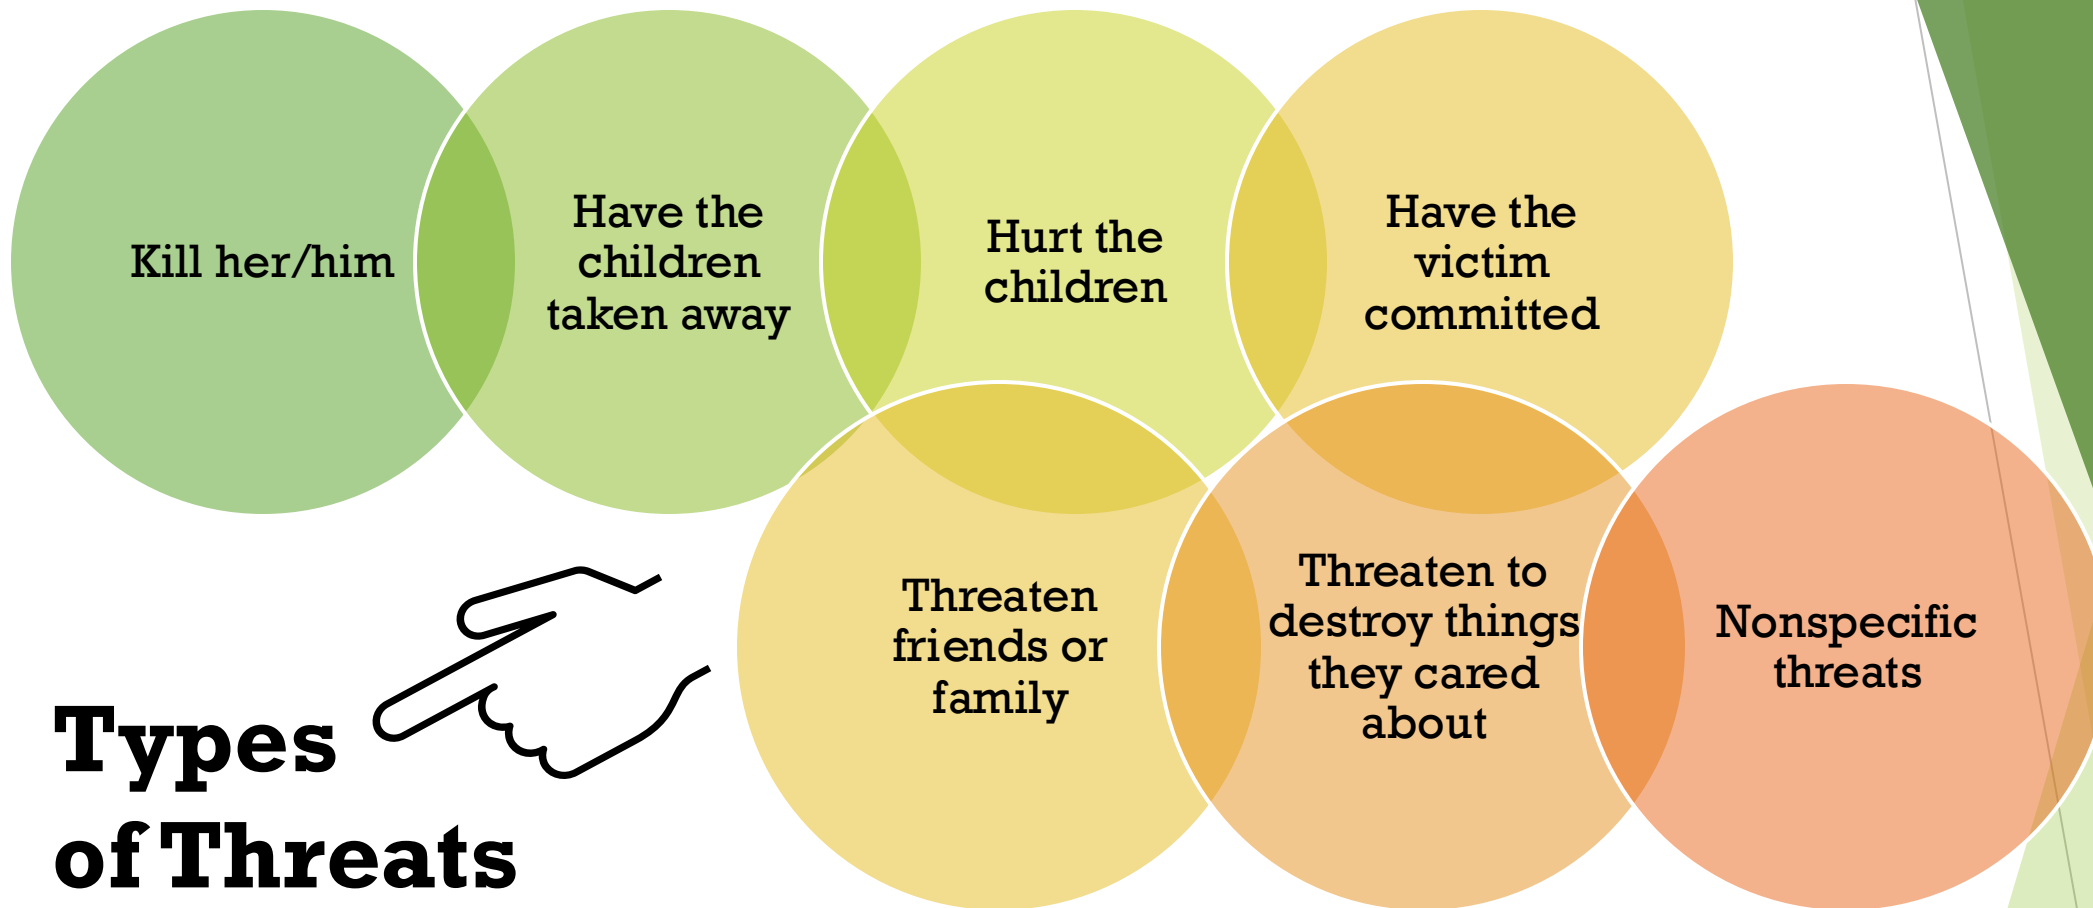 Kill her/him
Have the
children
taken away
Hurt the
children
Have the
victim
committed
Threaten
friends or
family
Threaten to
destroy things
they cared
about
Nonspecific
threats
Types
of Threats